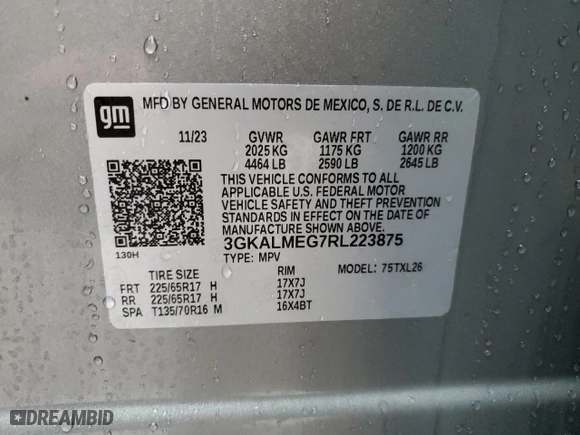 gm
MFD BY GENERAL MOTORS DE MEXICO, S. DE R.L. DE C.V.
11/23 GVWR GAWR FRT GAWR RR
2025 KG 1175 KG 1200 KG
4464 LB 2590 LB 2645 LB
THIS VEHICLE CONFORMS TO ALL
APPLICABLE U.S. FEDERAL MOTOR
VEHICLE SAFETY AND THEFT PREVENTION
STANDARDS IN EFFECT ON THE DATE OF
MANUFACTURE SHOWN ABOVE.
3GKALMEG7RL223875
130H
TYPE: MPV
TIRE SIZE RIM MODEL: 75TXL26
FRT 225/65R17 H 17X7J
RR 225/65R17 H 17X7J
SPA T135/70R16 M 16X4BT
DREAMBID